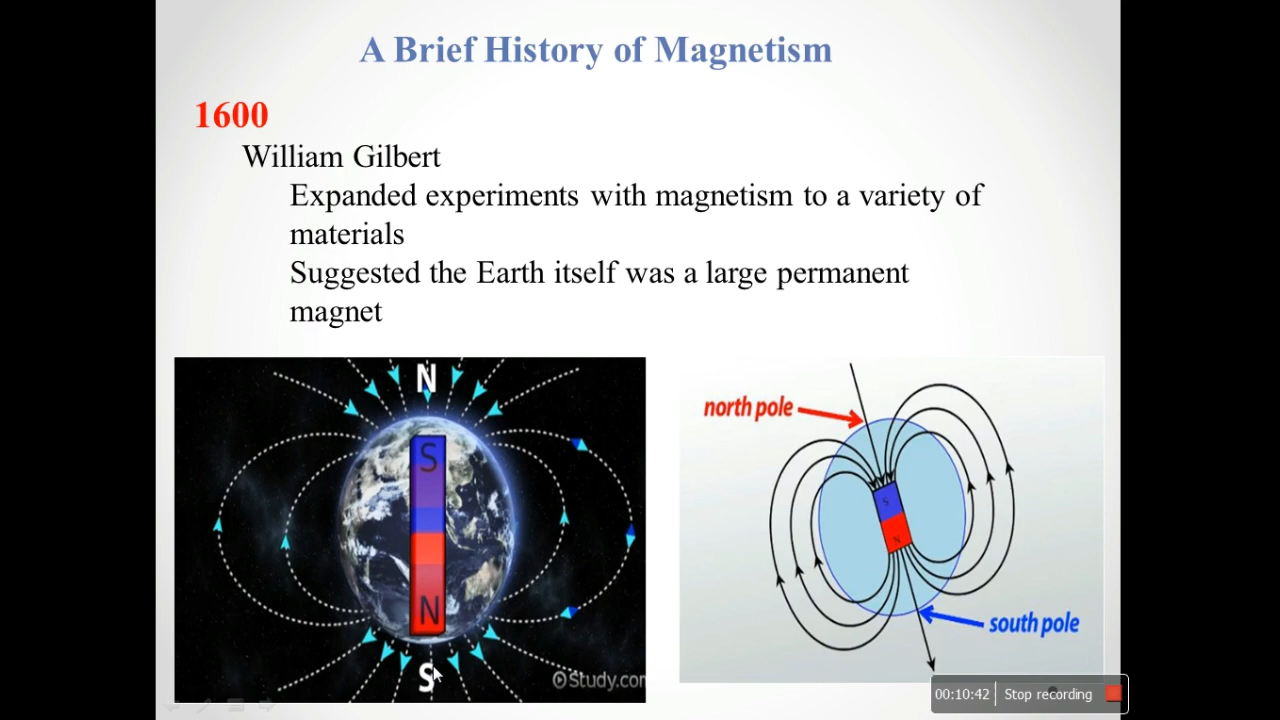 A Brief History of Magnetism
1600
William Gilbert
Expanded experiments with magnetism to a variety of
materials
Suggested the Earth itself was a large permanent
magnet
N
S
N
S
Study.com
north pole
S
N
south pole
00:10:42 Stop recording